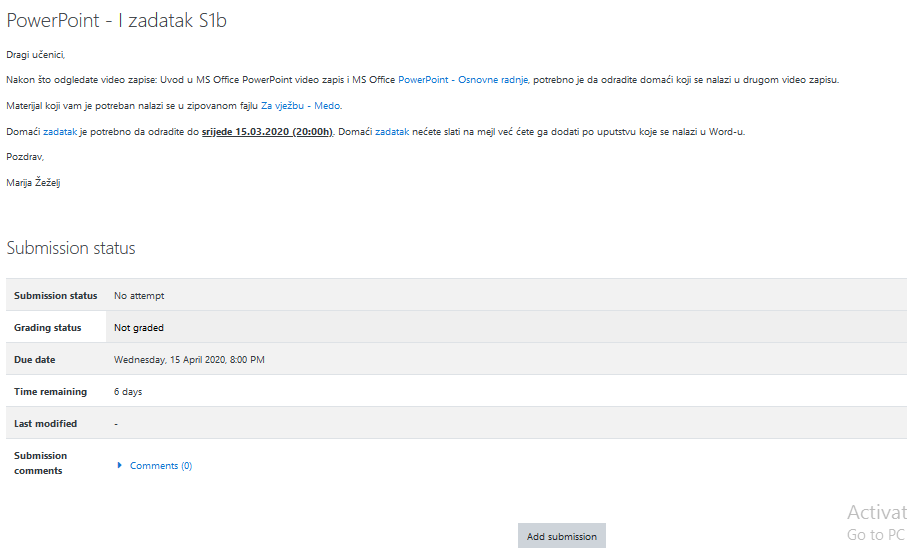 PowerPoint - I zadatak S1b
Dragi učenici,
Nakon što odgledate video zapise: Uvod u MS Office PowerPoint video zapis i MS Office PowerPoint - Osnovne radnje, potrebno je da odradite domaći koji se nalazi u drugom video zapisu.
Materijal koji vam je potreban nalazi se u zipovanom fajlu Za vježbu - Medo.
Domaći zadatak je potrebno da odradite do srijede 15.03.2020 (20:00h). Domaći zadatak nećete slati na mejl već ćete ga dodati po uputstvu koje se nalazi u Word-u.
Pozdrav,
Marija Žeželj
Submission status
Submission status No attempt
Grading status Not graded
Due date Wednesday, 15 April 2020, 8:00 PM
Time remaining 6 days
Last modified -
Submission comments Comments (0)
Add submission
Activat
Go to PC